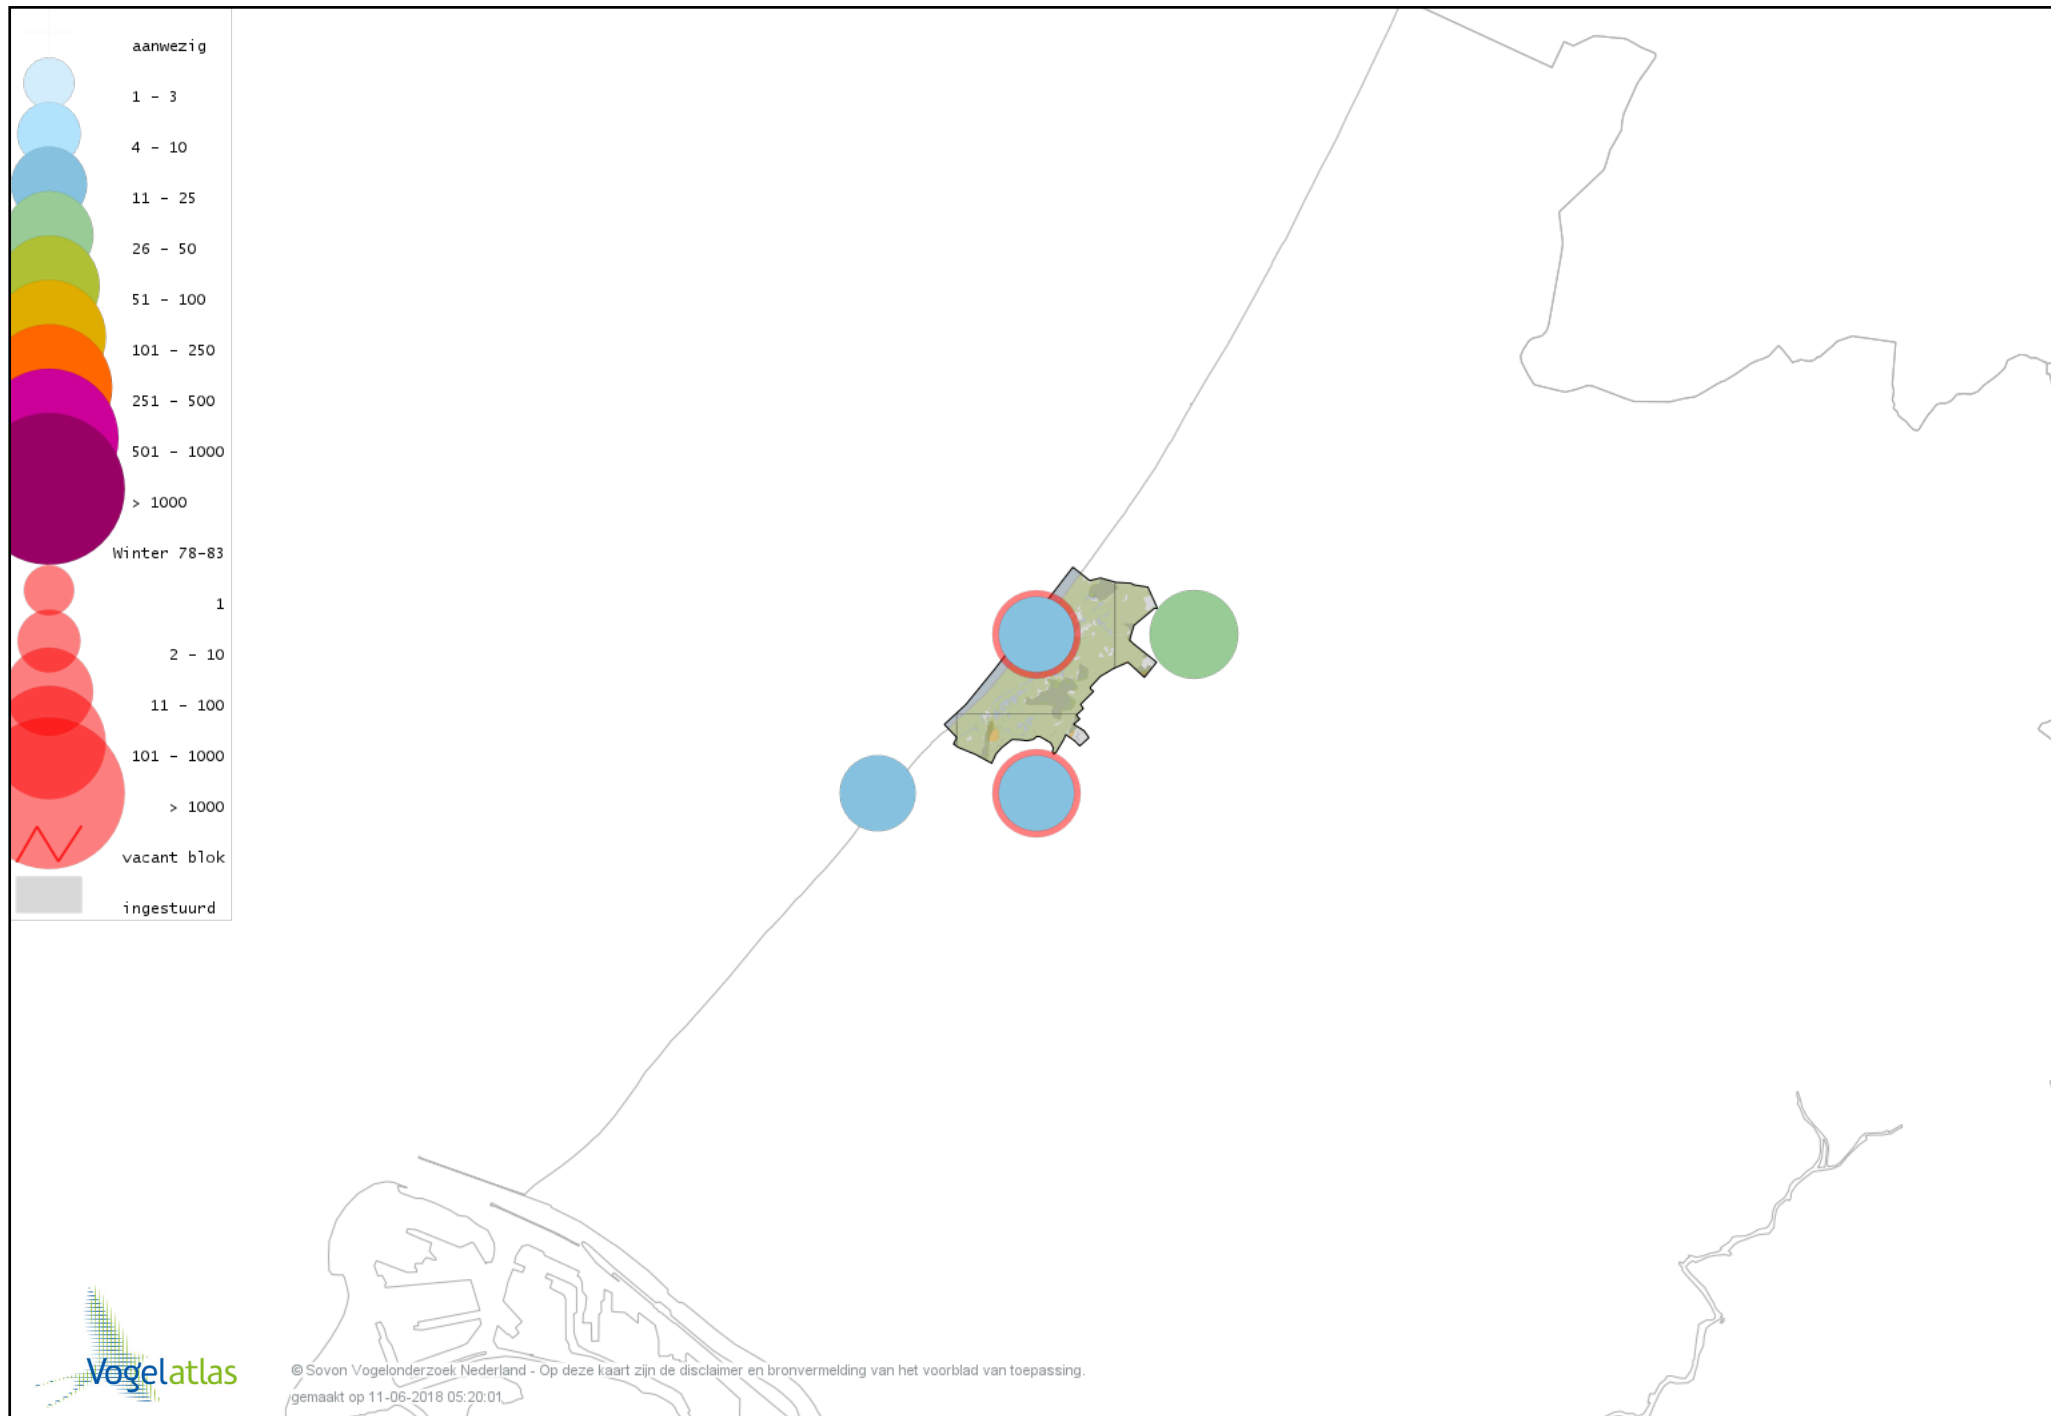 aanwezig
1 - 3
4 - 10
11 - 25
26 - 50
51 - 100
101 - 250
251 - 500
501 - 1000
> 1000
Winter 78-83
1
2 - 10
11 - 100
101 - 1000
> 1000
vacant blok
ingestuurd
Vogelatlas
© Sovon Vogelonderzoek Nederland - Op deze kaart zijn de disclaimer en bronvermelding van het voorblad van toepassing.
gemaakt op 11-06-2018 05:20:01